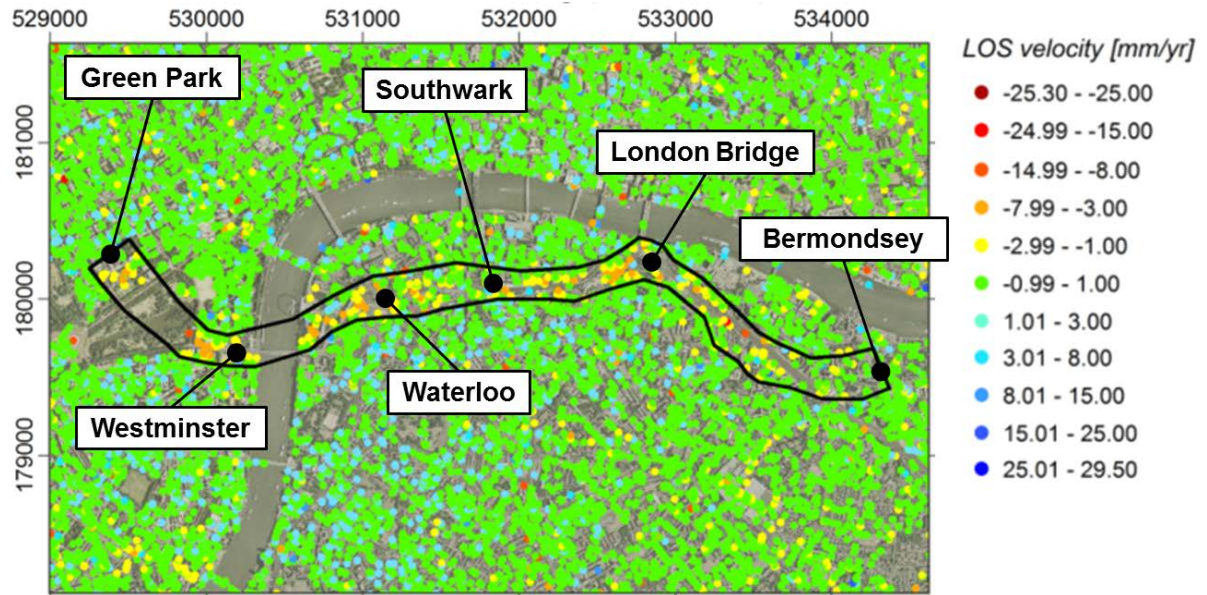 529000 530000 531000 532000 533000 534000
181000
180000
179000
Green Park
Southwark
London Bridge
Bermondsey
Waterloo
Westminster
LOS velocity [mm/yr]
-25.30 - -25.00
-24.99 - -15.00
-14.99 - -8.00
-7.99 - -3.00
-2.99 - -1.00
-0.99 - 1.00
1.01 - 3.00
3.01 - 8.00
8.01 - 15.00
15.01 - 25.00
25.01 - 29.50